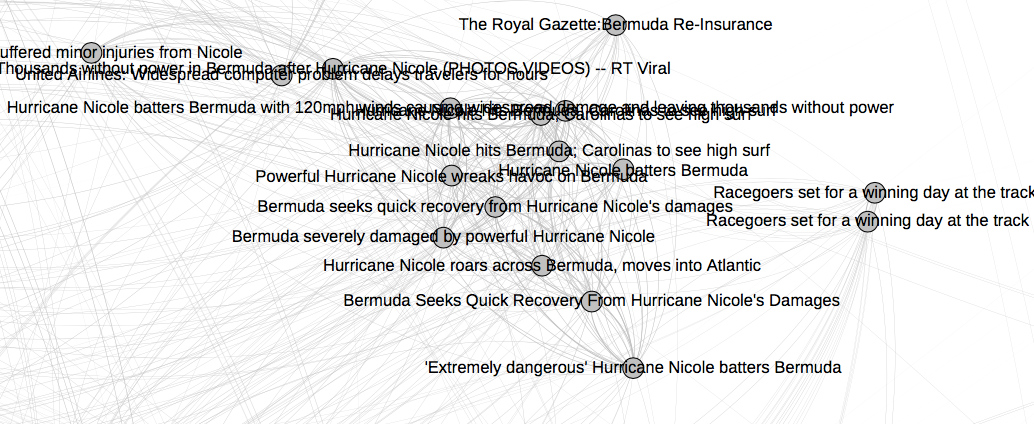 The Royal Gazette:Bermuda Re-Insurance
uffered minor injuries from Nicole
Thousands without power in Bermuda after Hurricane Nicole (PHOTOS,VIDEOS) -- RT Viral
United Airlines: Widespread computer problem delays travelers for hours
Hurricane Nicole batters Bermuda with 120mph winds causing widespread damage and leaving thousands without power
Hurricane Nicole hits Bermuda; Carolinas to see high surf
Hurricane Nicole hits Bermuda; Carolinas to see high surf
Hurricane Nicole batters Bermuda
Powerful Hurricane Nicole wreaks havoc on Bermuda
Racegoers set for a winning day at the track
Bermuda seeks quick recovery from Hurricane Nicole's damages
Racegoers set for a winning day at the track
Bermuda severely damaged by powerful Hurricane Nicole
Hurricane Nicole roars across Bermuda, moves into Atlantic
Bermuda Seeks Quick Recovery From Hurricane Nicole's Damages
'Extremely dangerous' Hurricane Nicole batters Bermuda